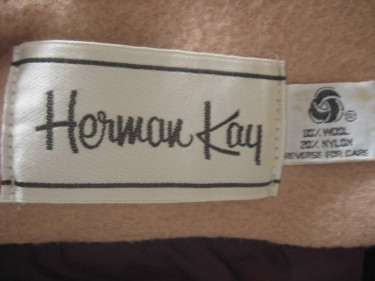 Herman Kay
80% WOOL
20% NYLON
REVERSE FOR CARE